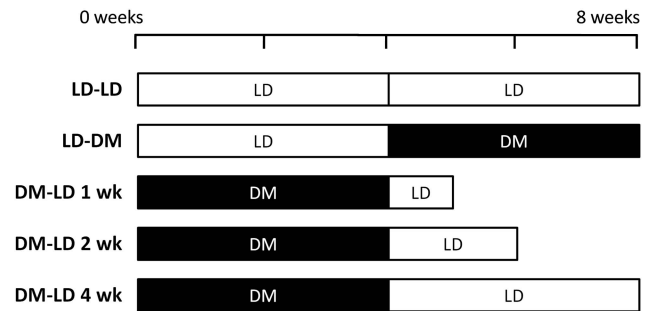 0 weeks 8 weeks
LD-LD LD LD
LD-DM LD DM
DM-LD 1 wk DM LD
DM-LD 2 wk DM LD
DM-LD 4 wk DM LD